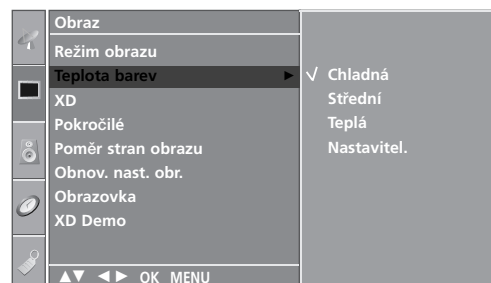 Obraz
Režim obrazu
Teplota barev ►
XD
Pokročilé
Poměr stran obrazu
Obnov. nast. obr.
Obrazovka
XD Demo
▲▼ ◄► OK MENU
√ Chladná
Střední
Teplá
Nastavitel.